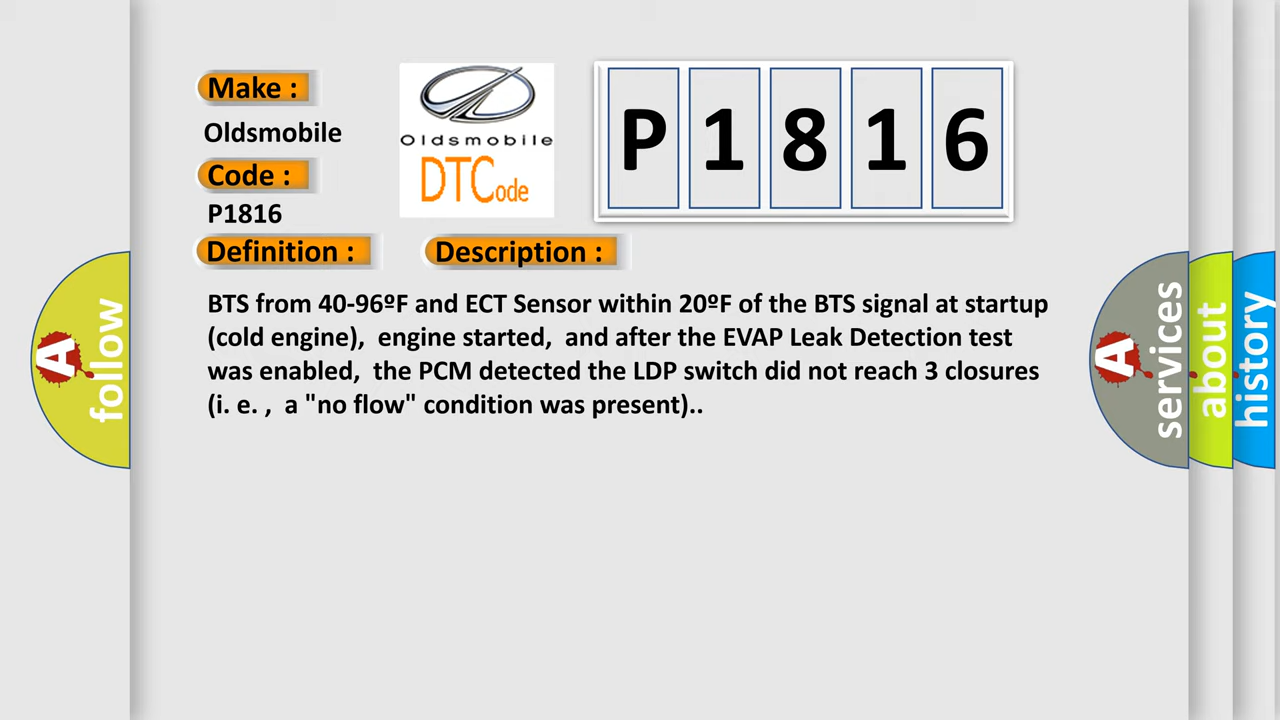 Make :
Oldsmobile
Code :
P1816
Oldsmobile
DTCode
P 1 8 1 6
Definition :
Description :
BTS from 40-96ºF and ECT Sensor within 20ºF of the BTS signal at startup
(cold engine), engine started, and after the EVAP Leak Detection test
was enabled, the PCM detected the LDP switch did not reach 3 closures
(i. e. , a "no flow" condition was present)..
A
follow
A
services
about
history